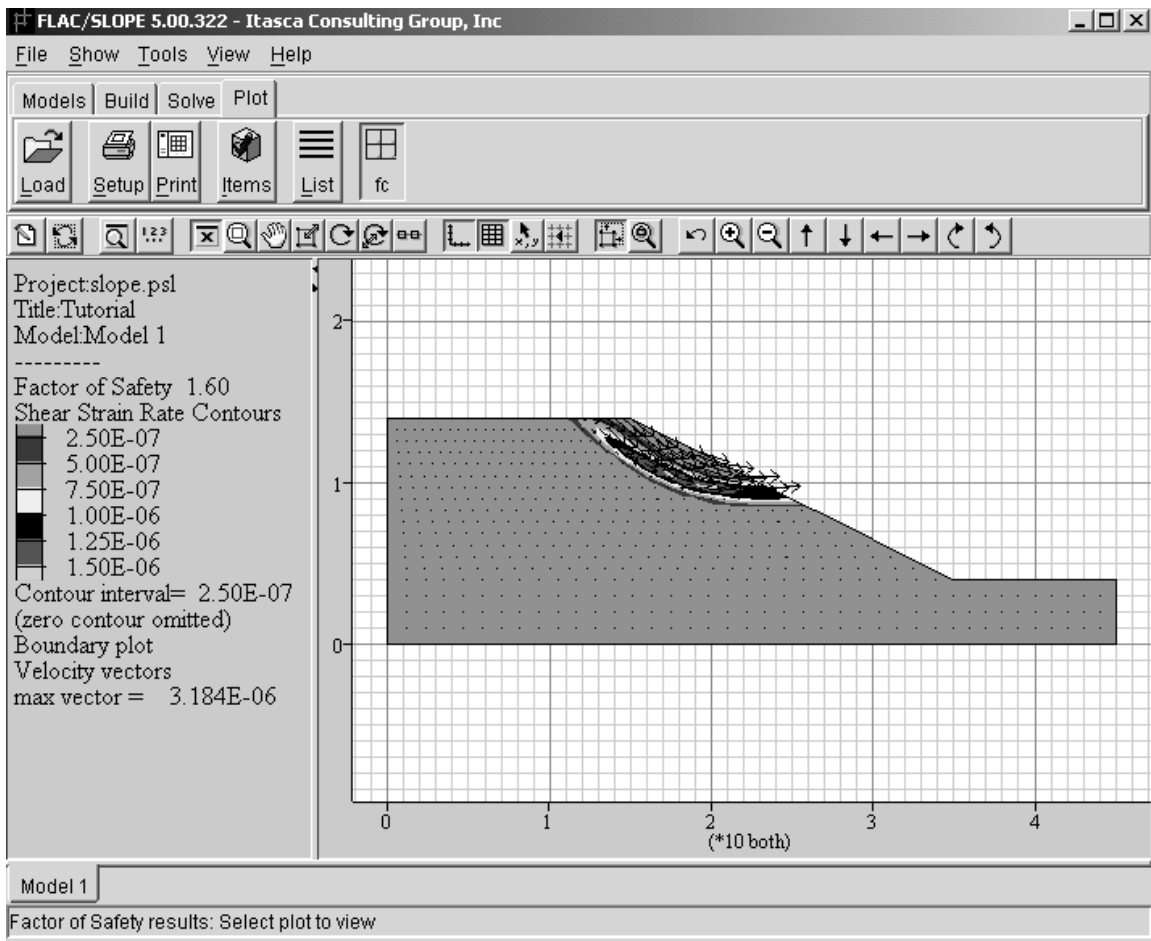 FLAC/SLOPE 5.00.322 - Itasca Consulting Group, Inc
File Show Tools View Help
Models Build Solve Plot
Load Setup Print Items List fc
1 2 3
x,y
Project:slope.psl
Title:Tutorial
Model:Model 1
---------
Factor of Safety 1.60
Shear Strain Rate Contours
2.50E-07
5.00E-07
7.50E-07
1.00E-06
1.25E-06
1.50E-06
Contour interval= 2.50E-07
(zero contour omitted)
Boundary plot
Velocity vectors
max vector = 3.184E-06
2
1
0
0 1 2 3 4
(*10 both)
Model 1
Factor of Safety results: Select plot to view